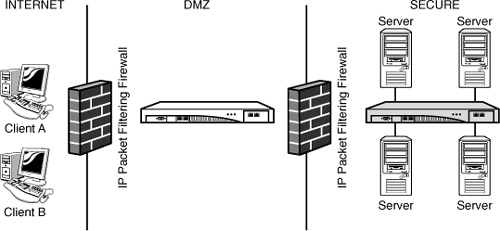 INTERNET
DMZ
SECURE
Server
Server
Client A
IP Packet Filtering Firewall
IP Packet Filtering Firewall
Client B
Server
Server